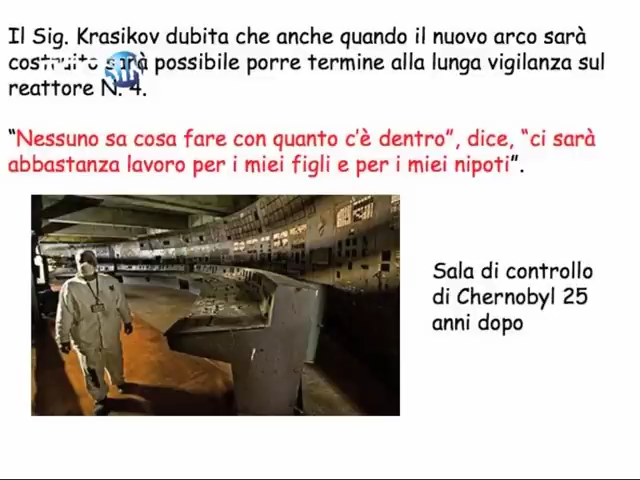 Il Sig. Krasikov dubita che anche quando il nuovo arco sarà
costruito sarà possibile porre termine alla lunga vigilanza sul
reattore N. 4.
“Nessuno sa cosa fare con quanto c’è dentro”, dice, “ci sarà
abbastanza lavoro per i miei figli e per i miei nipoti”.
Sala di controllo
di Chernobyl 25
anni dopo